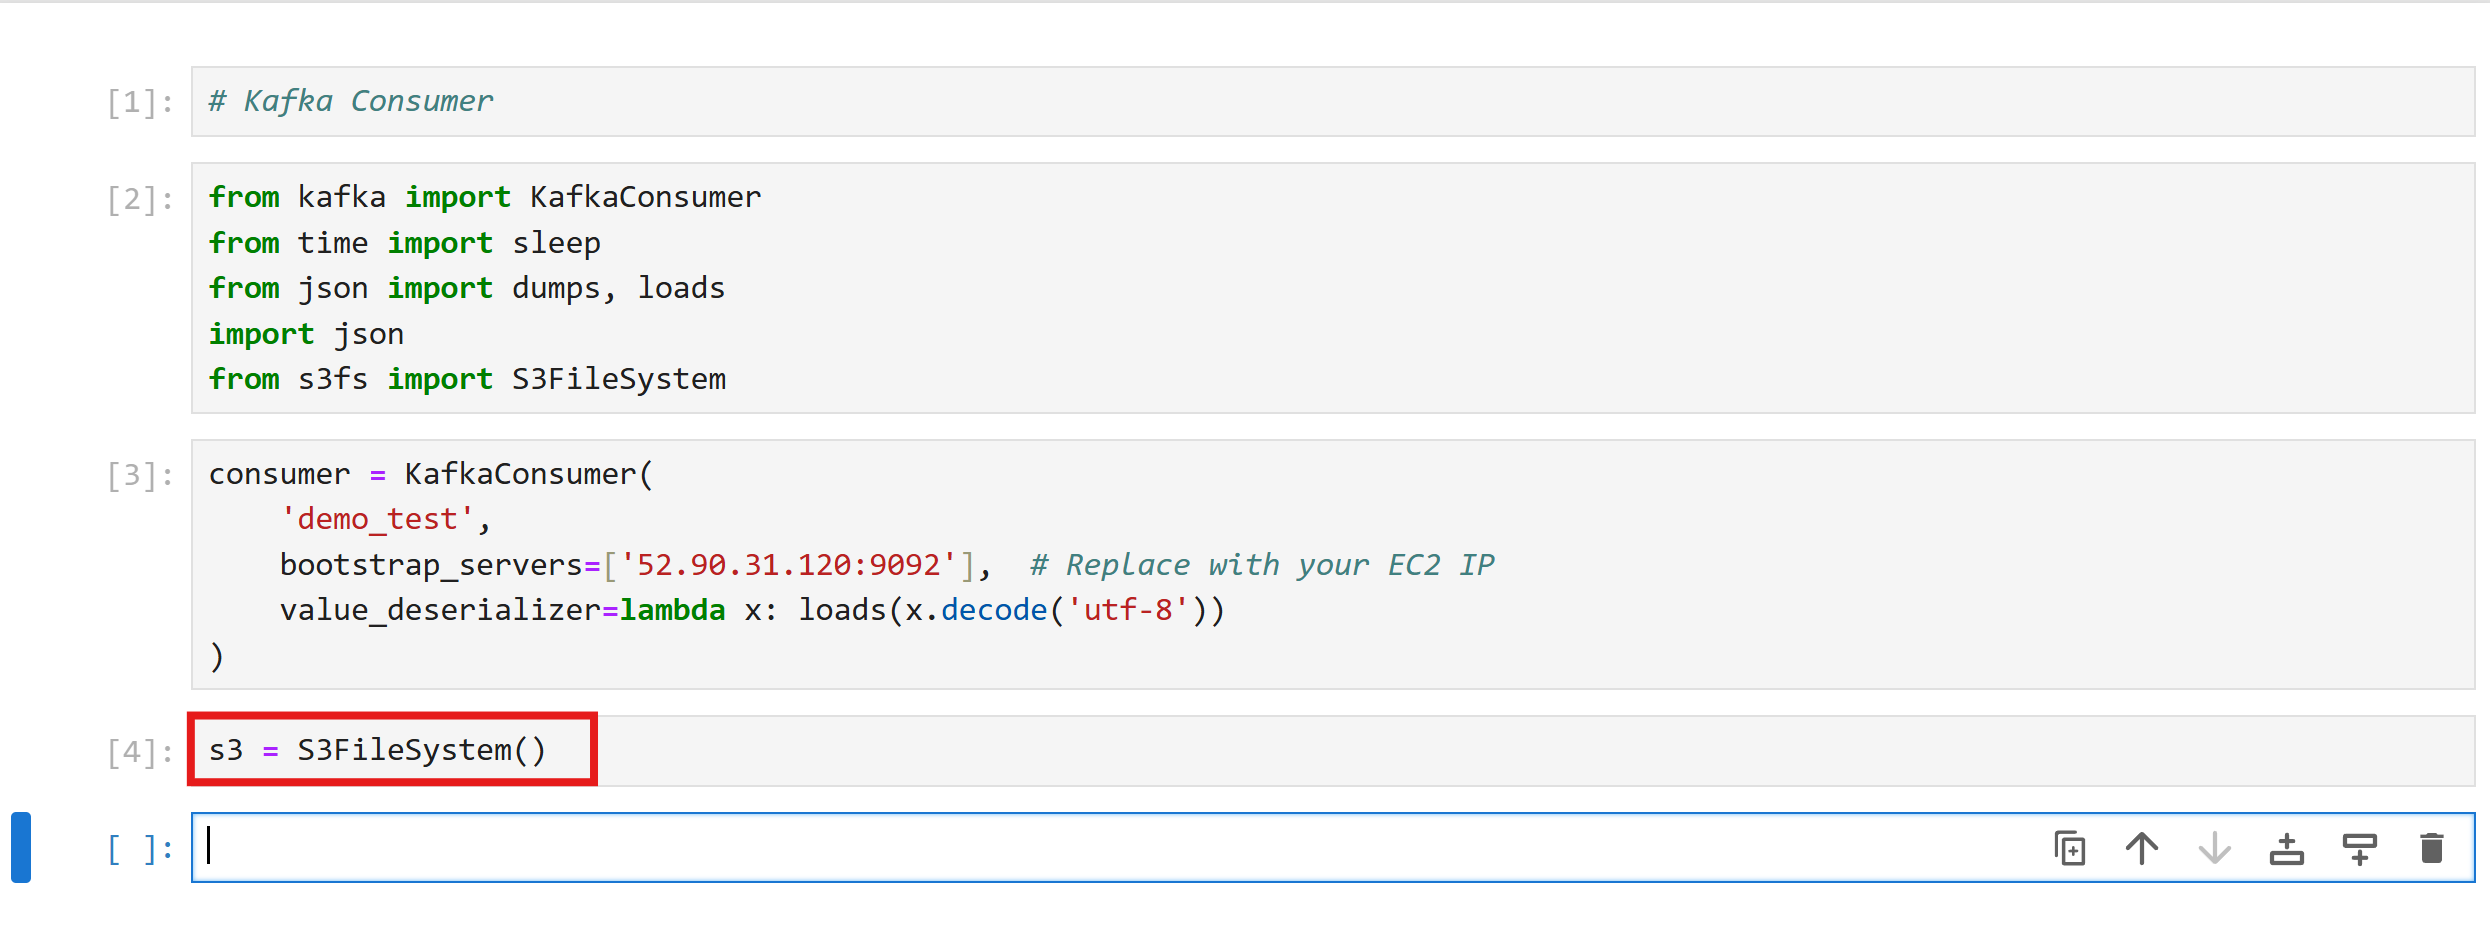 [1]: # Kafka Consumer
[2]: from kafka import KafkaConsumer
from time import sleep
from json import dumps, loads
import json
from s3fs import S3FileSystem
[3]: consumer = KafkaConsumer(
    'demo_test',
    bootstrap_servers=['52.90.31.120:9092'],  # Replace with your EC2 IP
    value_deserializer=lambda x: loads(x.decode('utf-8'))
)
[4]: s3 = S3FileSystem()
[ ]: